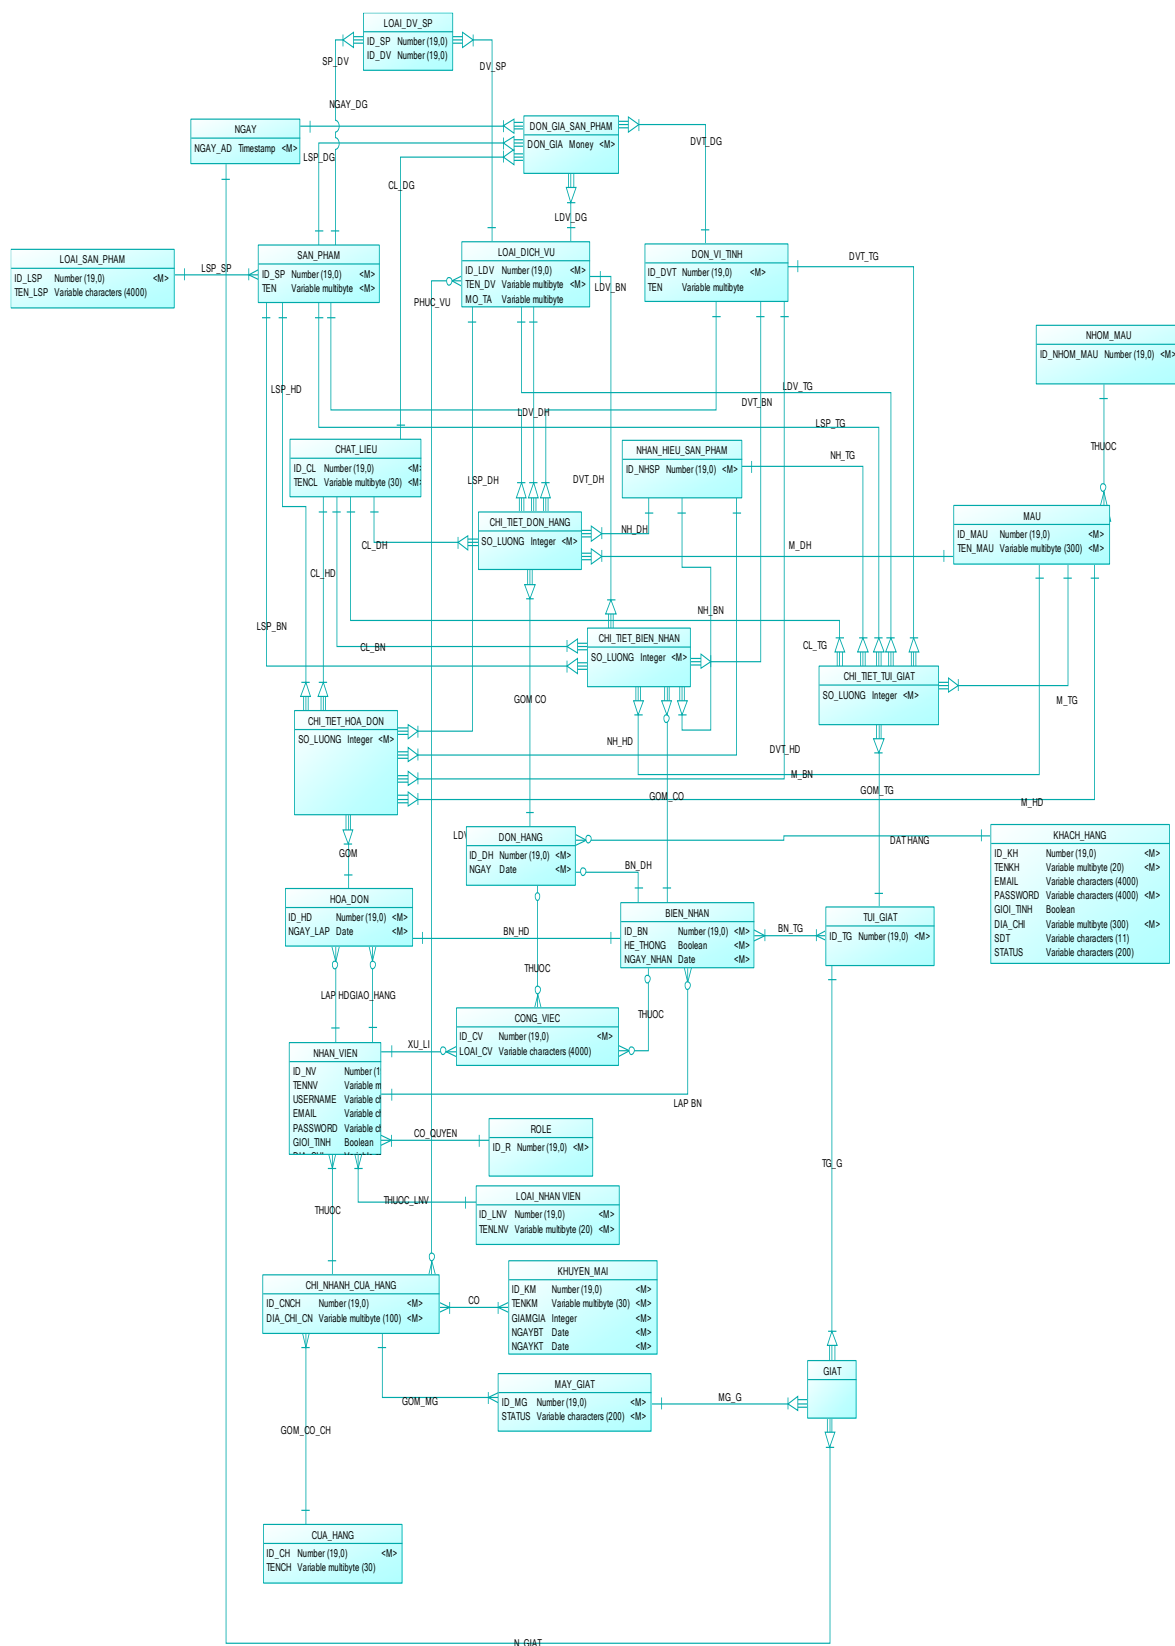 LOAI_DV_SP
ID_SP Number (19,0)
ID_DV Number (19,0)
SP_DV
DV_SP
NGAY_DG
NGAY
NGAY_AD Timestamp <M>
DON_GIA_SAN_PHAM
DON_GIA Money <M>
LSP_DG
DVT_DG
CL_DG
LDV_DG
LOAI_SAN_PHAM
ID_LSP Number (19,0) <M>
TEN_LSP Variable characters (4000)
LSP_SP
SAN_PHAM
ID_SP Number (19,0) <M>
TEN Variable multibyte <M>
LOAI_DICH_VU
ID_LDV Number (19,0) <M>
TEN_DV Variable multibyte <M>
MO_TA Variable multibyte
DON_VI_TINH
ID_DVT Number (19,0) <M>
TEN Variable multibyte
DVT_TG
LDV_BN
PHUC_VU
NHOM_MAU
ID_NHOM_MAU Number (19,0) <M>
LSP_HD
LDV_TG
DVT_BN
LDV_DH
LSP_TG
THUOC
CHAT_LIEU
ID_CL Number (19,0) <M>
TENCL Variable multibyte (30) <M>
NHAN_HIEU_SAN_PHAM
ID_NHSP Number (19,0) <M>
NH_TG
LSP_DH
DVT_DH
CHI_TIET_DON_HANG
SO_LUONG Integer <M>
NH_DH
M_DH
MAU
ID_MAU Number (19,0) <M>
TEN_MAU Variable multibyte (300) <M>
CL_DH
CL_HD
LSP_BN
NH_BN
CL_BN
CL_TG
CHI_TIET_BIEN_NHAN
SO_LUONG Integer <M>
CHI_TIET_TUI_GIAT
SO_LUONG Integer <M>
GOM CO
M_TG
CHI_TIET_HOA_DON
SO_LUONG Integer <M>
NH_HD
DVT_HD
M_BN
GOM_CO
GOM_TG
M_HD
GOM
DON_HANG
ID_DH Number (19,0) <M>
NGAY Date <M>
DAT HANG
BN_DH
KHACH_HANG
ID_KH Number (19,0) <M>
TENKH Variable multibyte (20) <M>
EMAIL Variable characters (4000)
PASSWORD Variable characters (4000) <M>
GIOI_TINH Boolean
DIA_CHI Variable multibyte (300) <M>
SDT Variable characters (11)
STATUS Variable characters (200)
HOA_DON
ID_HD Number (19,0) <M>
NGAY_LAP Date <M>
BN_HD
BIEN_NHAN
ID_BN Number (19,0) <M>
HE_THONG Boolean <M>
NGAY_NHAN Date <M>
BN_TG
TUI_GIAT
ID_TG Number (19,0) <M>
LAP HD
GIAO_HANG
THUOC
THUOC
CONG_VIEC
ID_CV Number (19,0) <M>
LOAI_CV Variable characters (4000)
XU_LI
NHAN_VIEN
ID_NV
TENNV
USERNAME
EMAIL
PASSWORD
GIOI_TINH Boolean
LAP BN
CO_QUYEN
ROLE
ID_R Number (19,0) <M>
THUOC
THUOC_LNV
LOAI_NHAN VIEN
ID_LNV Number (19,0) <M>
TENLNV Variable multibyte (20) <M>
TG_G
CHI_NHANH_CUA_HANG
ID_CNCH Number (19,0) <M>
DIA_CHI_CN Variable multibyte (100) <M>
CO
KHUYEN_MAI
ID_KM Number (19,0) <M>
TENKM Variable multibyte (30) <M>
GIAMGIA Integer <M>
NGAYBT Date <M>
NGAYKT Date <M>
GOM_MG
MAY_GIAT
ID_MG Number (19,0) <M>
STATUS Variable characters (200) <M>
MG_G
GIAT
GOM_CO_CH
CUA_HANG
ID_CH Number (19,0) <M>
TENCH Variable multibyte (30)
N_GIAT